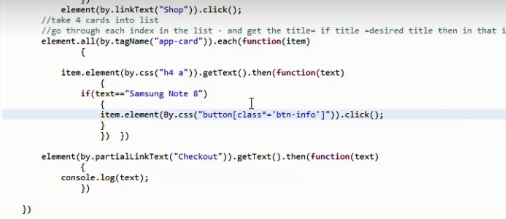 })
element(by.linkText("Shop")).click();
//take 4 cards into list
//go through each index in the list - and get the title= if title =desired title then in that i
element.all(by.tagName("app-card")).each(function(item)
{
item.element(by.css("h4 a")).getText().then(function(text)
{
if(text=="Samsung Note 8")
{
item.element(By.css("button[class*='btn-info']")).click();
}
}) })
element(by.partialLinkText("Checkout")).getText().then(function(text)
{
console.log(text);
})
})